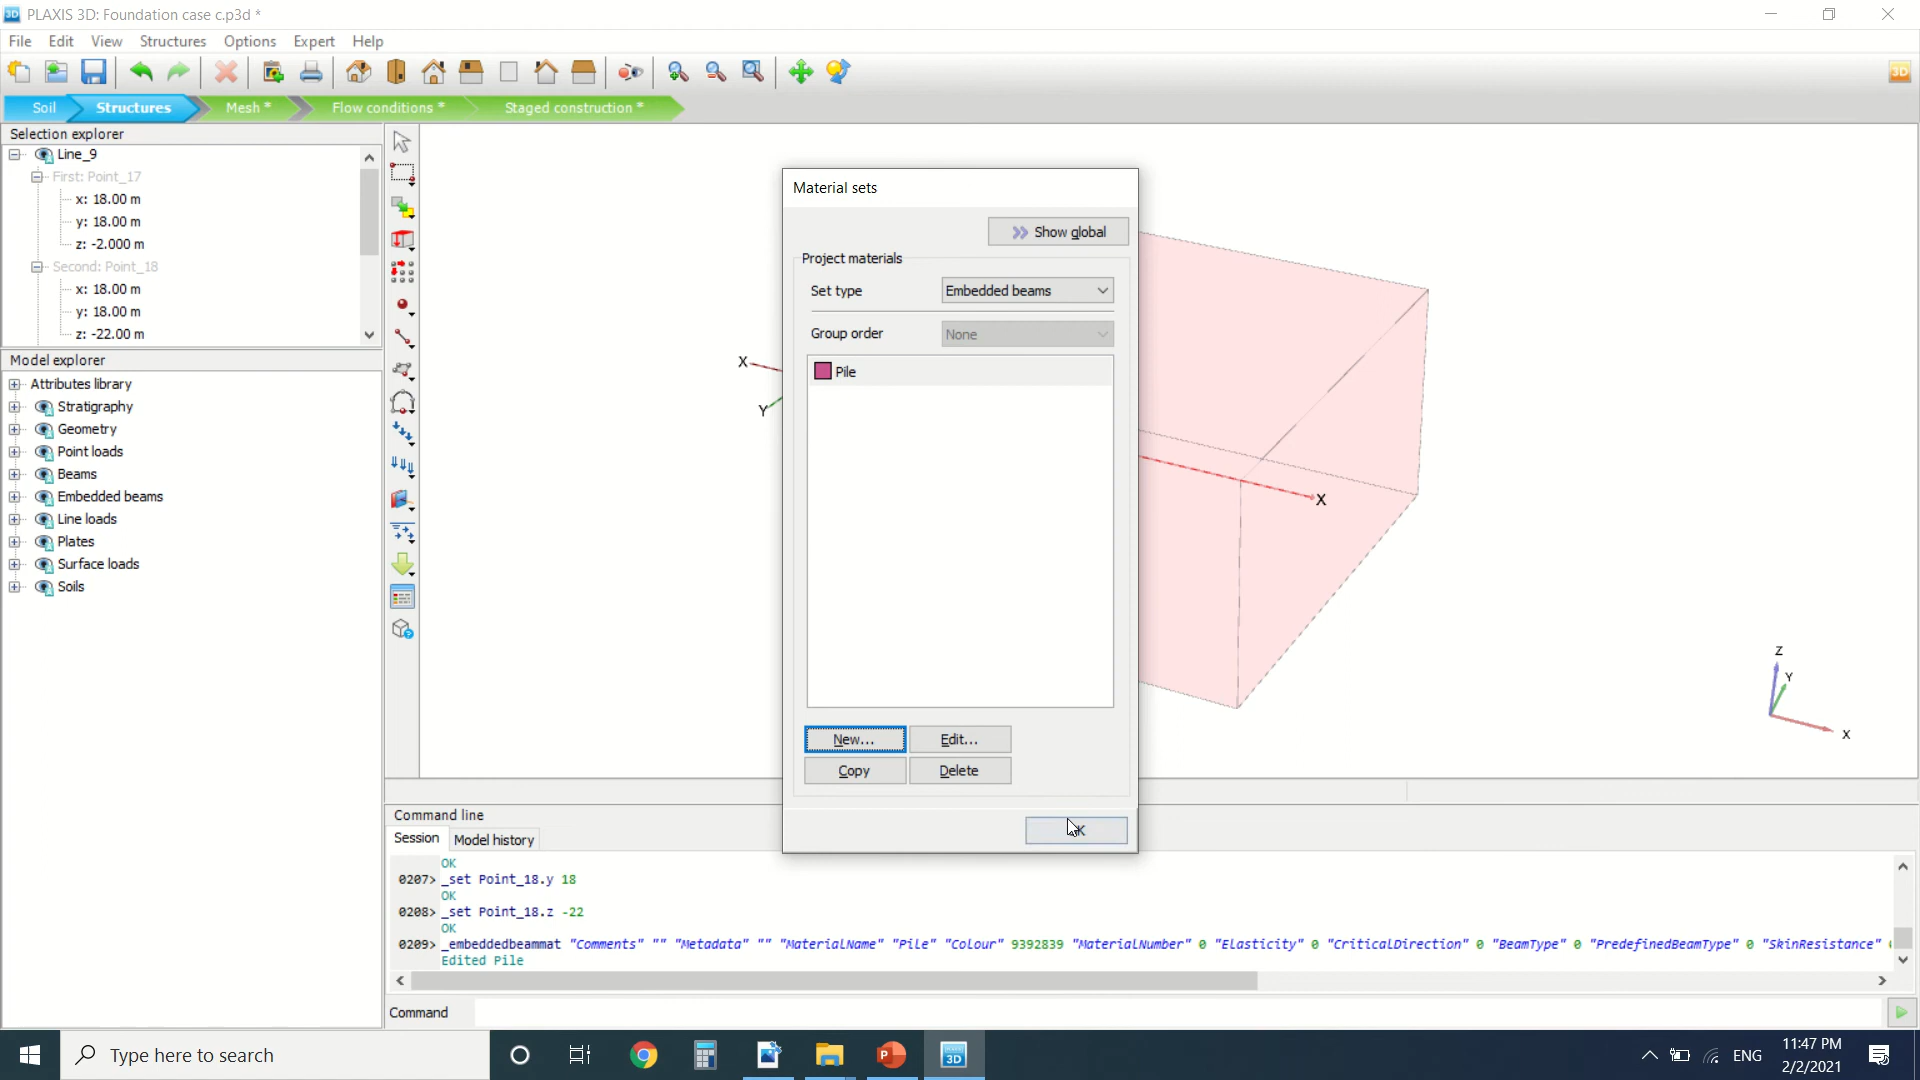 PLAXIS 3D: Foundation case c.p3d *
File Edit View Structures Options Expert Help
3D
Soil Structures Mesh * Flow conditions * Staged construction *
Selection explorer
Line_9
First: Point_17
x: 18.00 m
y: 18.00 m
z: -2.000 m
Second: Point_18
x: 18.00 m
y: 18.00 m
z: -22.00 m
Model explorer
Attributes library
Stratigraphy
Geometry
Point loads
Beams
Embedded beams
Line loads
Plates
Surface loads
Soils
Material sets
Show global
Project materials
Set type Embedded beams
Group order None
Pile
New... Edit...
Copy Delete
X
Y
X
Z
Y
X
Command line
Session Model history
OK
0207> _set Point_18.y 18
OK
0208> _set Point_18.z -22
OK
0209> _embeddedbeammat "Comments" "" "Metadata" "" "MaterialName" "Pile" "Colour" 9392839 "MaterialNumber" 0 "Elasticity" 0 "CriticalDirection" 0 "BeamType" 0 "PredefinedBeamType" 0 "SkinResistance"
Edited Pile
Command
Type here to search
ENG
11:47 PM
2/2/2021